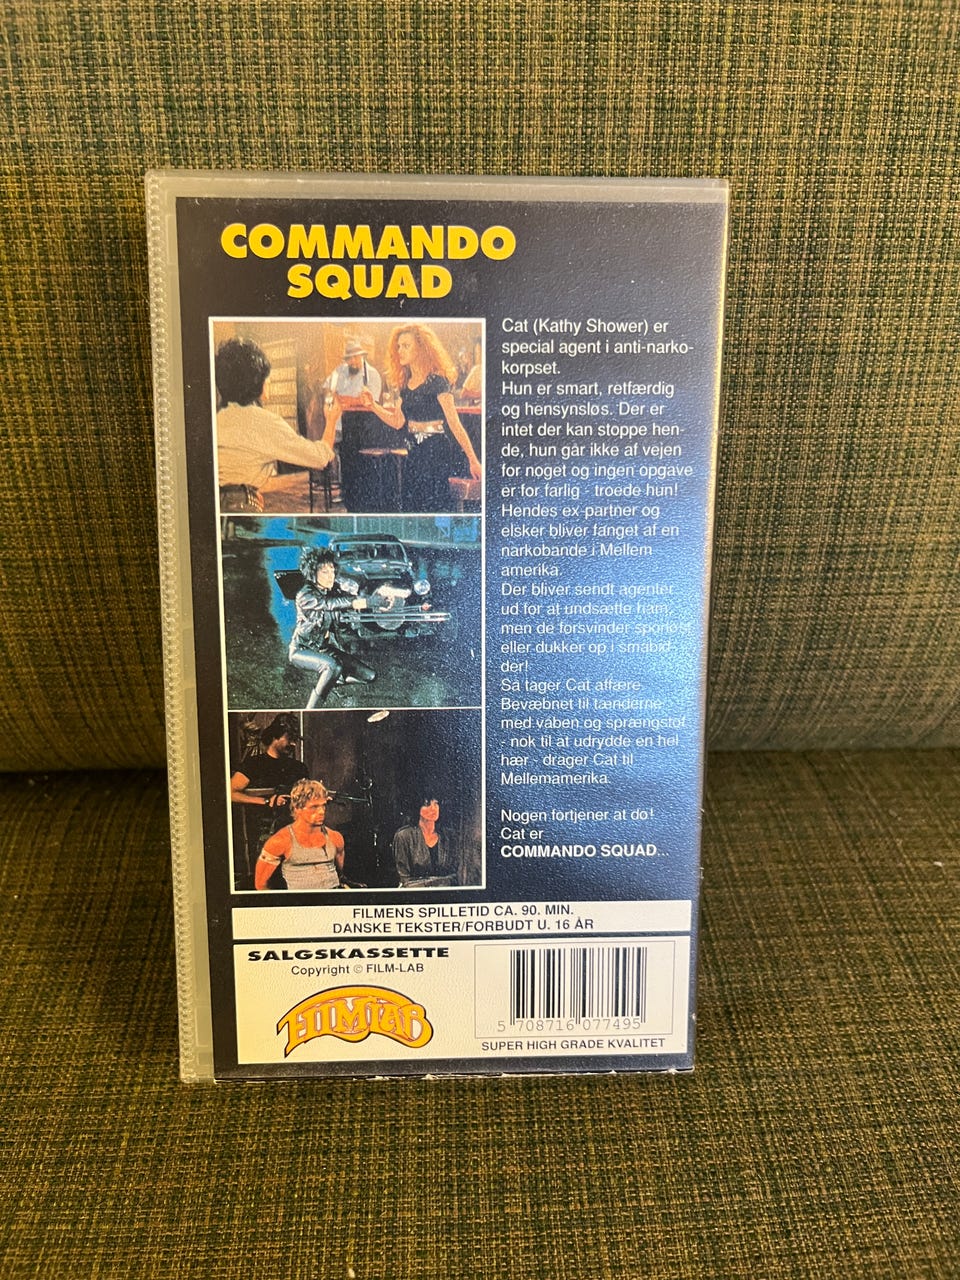 COMMANDO
SQUAD
Cat (Kathy Shower) er
special agent i anti-narko-
korpset.
Hun er smart, retfærdig
og hensynsløs. Der er
intet der kan stoppe hen-
de, hun går ikke af vejen
for noget og ingen opgave
er for farlig - troede hun!
Hendes ex-partner og
elsker bliver fanget af en
narkobande i Mellem
amerika.
Der bliver sendt agenter
ud for at undsætte ham,
men de forsvinder sporløst
eller dukker op i småbid-
der!
Så tager Cat affære.
Bevæbnet til tænderne
med våben og sprængstof
- nok til at udrydde en hel
hær - drager Cat til
Mellemamerika.
Nogen fortjener at dø!
Cat er
COMMANDO SQUAD...
FILMENS SPILLETID CA. 90. MIN.
DANSKE TEKSTER/FORBUDT U. 16 ÅR
SALGSKASSETTE
Copyright © FILM-LAB
FILMLAB
5 708716 077495
SUPER HIGH GRADE KVALITET